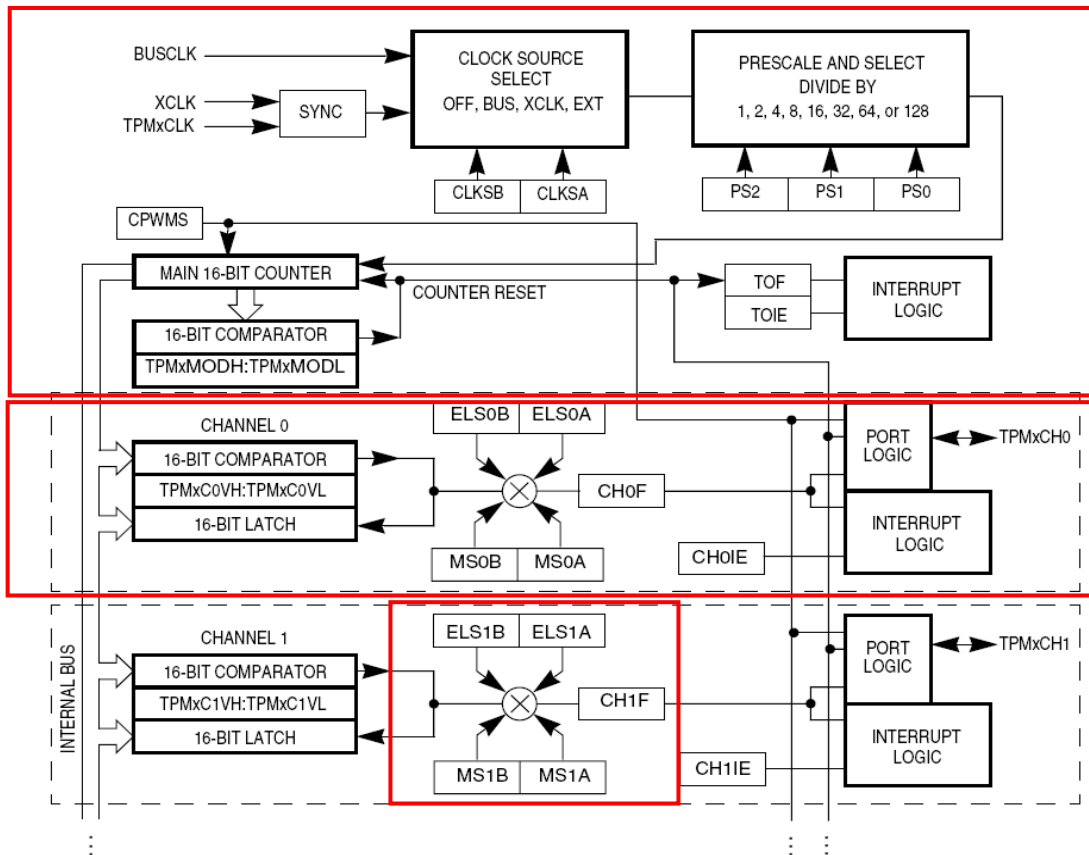 BUSCLK
XCLK
TPMxCLK
SYNC
CLOCK SOURCE
SELECT
OFF, BUS, XCLK, EXT
PRESCALE AND SELECT
DIVIDE BY
1, 2, 4, 8, 16, 32, 64, or 128
CLKSB
CLKSA
PS2
PS1
PS0
CPWMS
MAIN 16-BIT COUNTER
COUNTER RESET
16-BIT COMPARATOR
TPMxMODH:TPMxMODL
TOF
TOIE
INTERRUPT
LOGIC
CHANNEL 0
16-BIT COMPARATOR
TPMxC0VH:TPMxC0VL
16-BIT LATCH
ELS0B
ELS0A
MS0B
MS0A
CH0F
CH0IE
PORT
LOGIC
TPMxCH0
INTERRUPT
LOGIC
CHANNEL 1
16-BIT COMPARATOR
TPMxC1VH:TPMxC1VL
16-BIT LATCH
ELS1B
ELS1A
MS1B
MS1A
CH1F
CH1IE
PORT
LOGIC
TPMxCH1
INTERRUPT
LOGIC
INTERNAL BUS